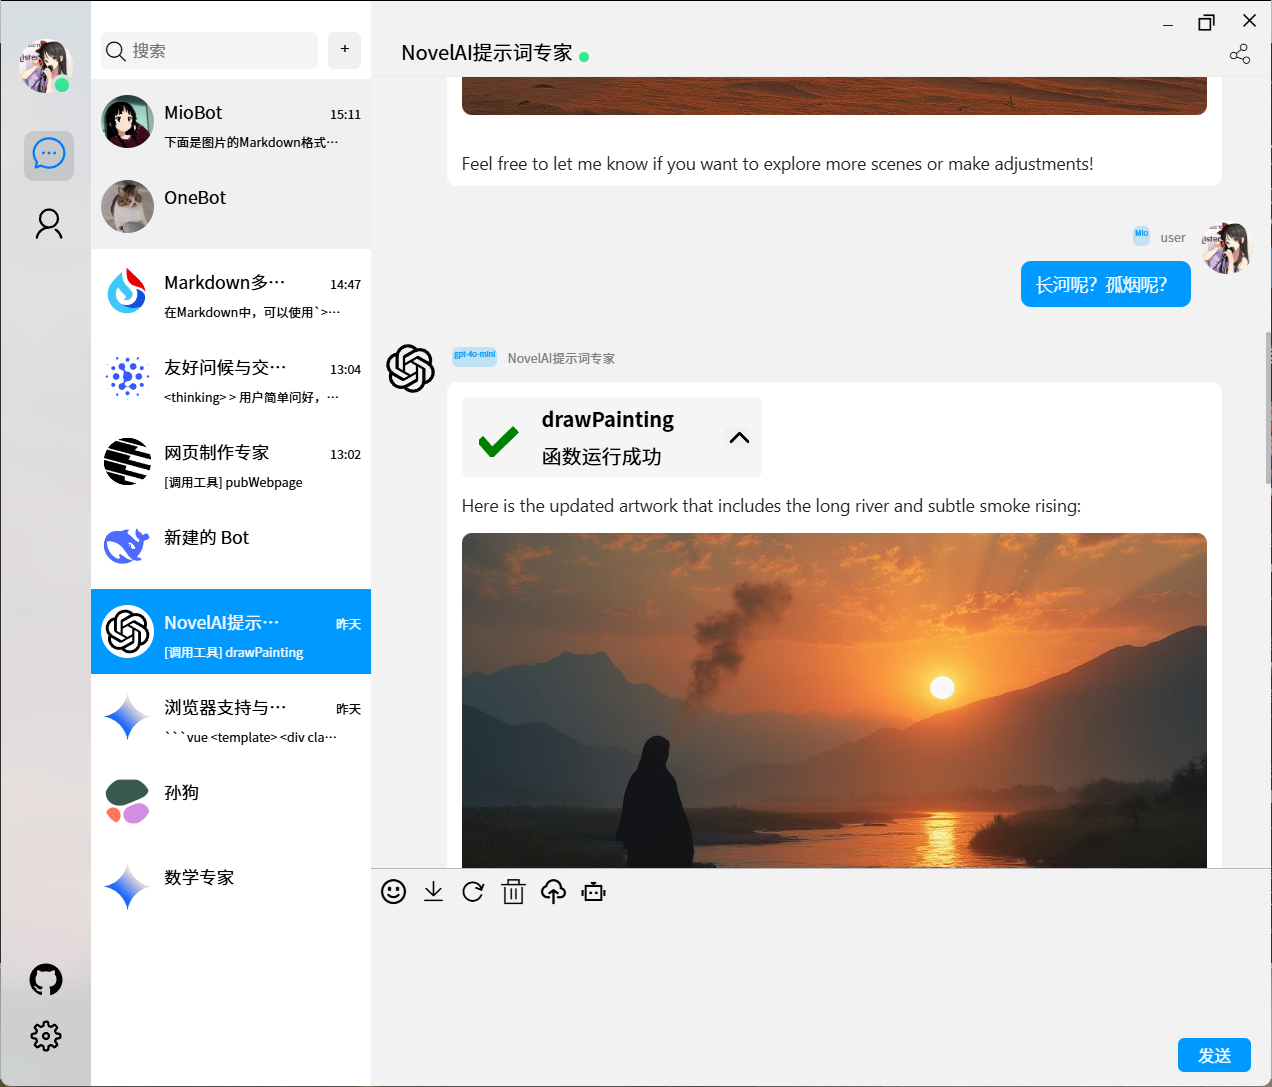 搜索
+
MioBot
15:11
下面是图片的Markdown格式···
OneBot
Markdown多···
14:47
在Markdown中，可以使用`>···
友好问候与交···
13:04
<thinking> > 用户简单问好，···
网页制作专家
13:02
[调用工具] pubWebpage
新建的 Bot
NovelAI提示···
昨天
[调用工具] drawPainting
浏览器支持与···
昨天
```vue <template> <div cla···
孙狗
数学专家
NovelAI提示词专家
Feel free to let me know if you want to explore more scenes or make adjustments!
Mio
user
长河呢？孤烟呢？
gpt-4o-mini
NovelAI提示词专家
drawPainting
函数运行成功
Here is the updated artwork that includes the long river and subtle smoke rising:
发送